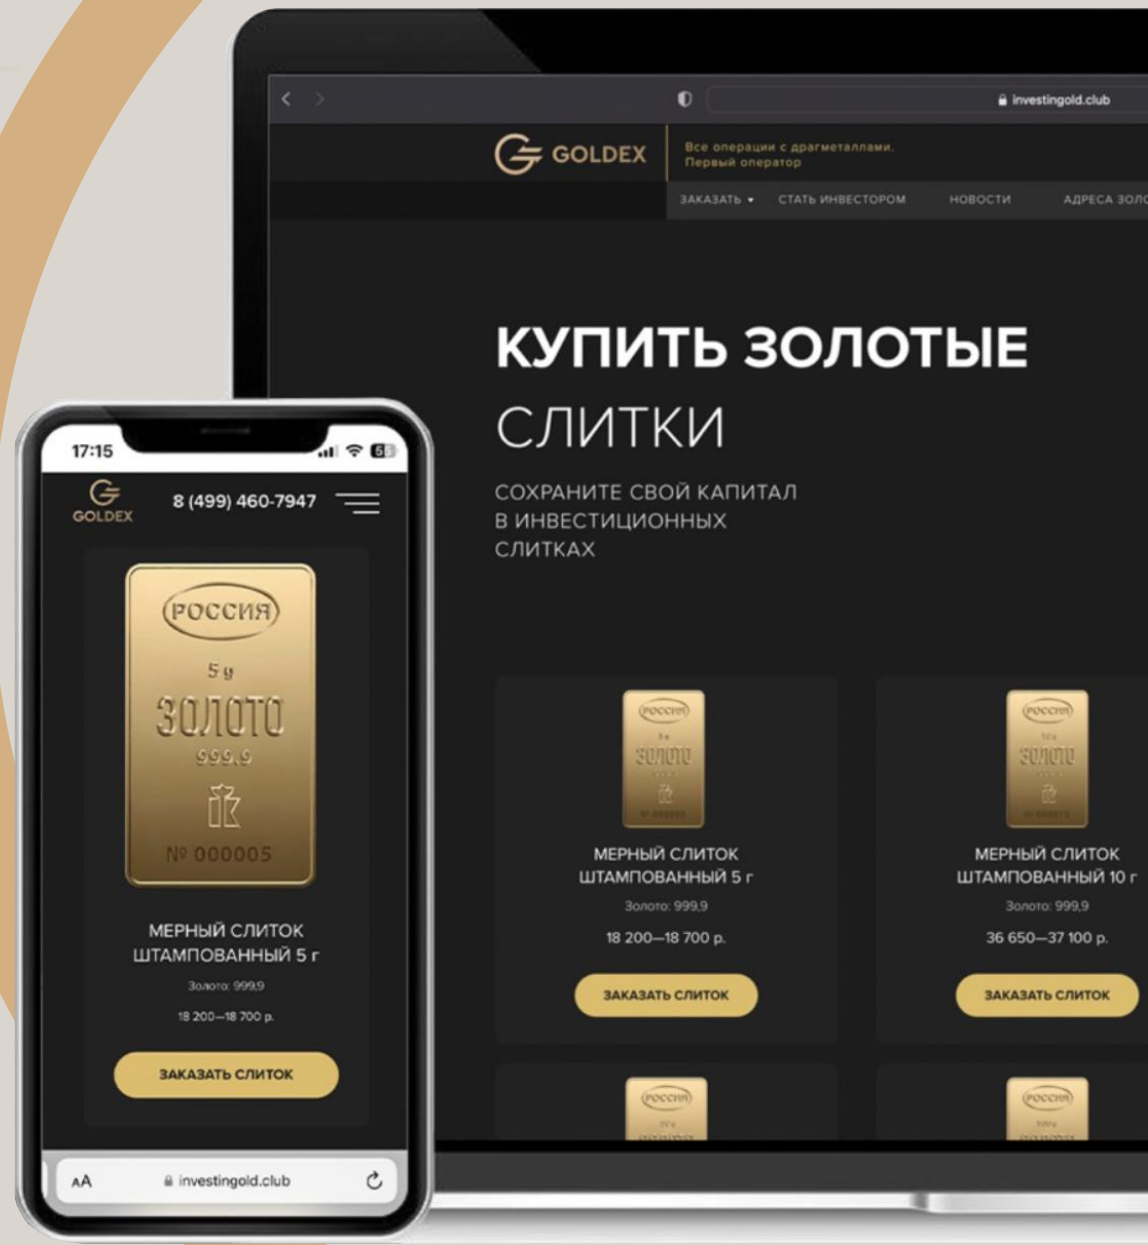 investingold.club
GOLDEX
Все операции с драгметаллами.
Первый оператор
ЗАКАЗАТЬ ▾ СТАТЬ ИНВЕСТОРОМ НОВОСТИ АДРЕСА
КУПИТЬ ЗОЛОТЫЕ
СЛИТКИ
СОХРАНИТЕ СВОЙ КАПИТАЛ
В ИНВЕСТИЦИОННЫХ
СЛИТКАХ
РОССИЯ
5 g
ЗОЛОТО
МЕРНЫЙ СЛИТОК
ШТАМПОВАННЫЙ 5 г
Золото: 999,9
18 200—18 700 р.
ЗАКАЗАТЬ СЛИТОК
РОССИЯ
10 g
ЗОЛОТО
МЕРНЫЙ СЛИТОК
ШТАМПОВАННЫЙ 10 г
Золото: 999,9
36 650—37 100 р.
ЗАКАЗАТЬ СЛИТОК
РОССИЯ
РОССИЯ
17:15
GOLDEX
8 (499) 460-7947
РОССИЯ
5 g
ЗОЛОТО
999,9
№ 000005
МЕРНЫЙ СЛИТОК
ШТАМПОВАННЫЙ 5 г
Золото: 999,9
18 200—18 700 р.
ЗАКАЗАТЬ СЛИТОК
AA investingold.club